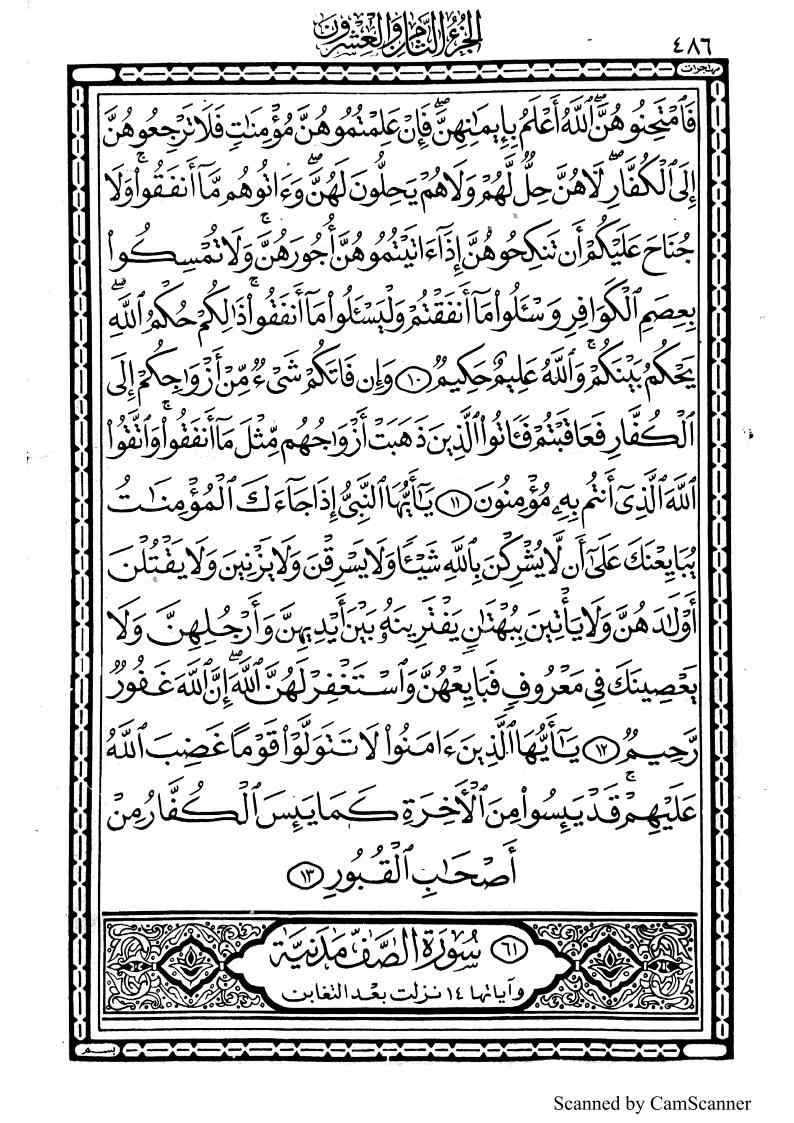 الجزء الثامن والعشرون
٤٨٦
مهاجرات
فَٱمْتَحِنُوهُنَّ ۖ ٱللَّهُ أَعْلَمُ بِإِيمَـٰنِهِنَّ ۖ فَإِنْ عَلِمْتُمُوهُنَّ مُؤْمِنَـٰتٍ فَلَا تَرْجِعُوهُنَّ
إِلَى ٱلْكُفَّارِ ۖ لَا هُنَّ حِلٌّ لَّهُمْ وَلَا هُمْ يَحِلُّونَ لَهُنَّ ۖ وَءَاتُوهُم مَّآ أَنفَقُوا۟ ۚ وَلَا
جُنَاحَ عَلَيْكُمْ أَن تَنكِحُوهُنَّ إِذَآ ءَاتَيْتُمُوهُنَّ أُجُورَهُنَّ ۚ وَلَا تُمْسِكُوا۟
بِعِصَمِ ٱلْكَوَافِرِ وَسْـَٔلُوا۟ مَآ أَنفَقْتُمْ وَلْيَسْـَٔلُوا۟ مَآ أَنفَقُوا۟ ۚ ذَٰلِكُمْ حُكْمُ ٱللَّهِ ۖ
يَحْكُمُ بَيْنَكُمْ ۚ وَٱللَّهُ عَلِيمٌ حَكِيمٌ ١٠ وَإِن فَاتَكُمْ شَىْءٌ مِّنْ أَزْوَٰجِكُمْ إِلَى
ٱلْكُفَّارِ فَعَاقَبْتُمْ فَـَٔاتُوا۟ ٱلَّذِينَ ذَهَبَتْ أَزْوَٰجُهُم مِّثْلَ مَآ أَنفَقُوا۟ ۚ وَٱتَّقُوا۟
ٱللَّهَ ٱلَّذِىٓ أَنتُم بِهِۦ مُؤْمِنُونَ ١١ يَـٰٓأَيُّهَا ٱلنَّبِىُّ إِذَا جَآءَكَ ٱلْمُؤْمِنَـٰتُ
يُبَايِعْنَكَ عَلَىٰٓ أَن لَّا يُشْرِكْنَ بِٱللَّهِ شَيْـًٔا وَلَا يَسْرِقْنَ وَلَا يَزْنِينَ وَلَا يَقْتُلْنَ
أَوْلَـٰدَهُنَّ وَلَا يَأْتِينَ بِبُهْتَـٰنٍ يَفْتَرِينَهُۥ بَيْنَ أَيْدِيهِنَّ وَأَرْجُلِهِنَّ وَلَا
يَعْصِينَكَ فِى مَعْرُوفٍ فَبَايِعْهُنَّ وَٱسْتَغْفِرْ لَهُنَّ ٱللَّهَ ۖ إِنَّ ٱللَّهَ غَفُورٌ
رَّحِيمٌ ١٢ يَـٰٓأَيُّهَا ٱلَّذِينَ ءَامَنُوا۟ لَا تَتَوَلَّوْا۟ قَوْمًا غَضِبَ ٱللَّهُ
عَلَيْهِمْ ۚ قَدْ يَئِسُوا۟ مِنَ ٱلْـَٔاخِرَةِ كَمَا يَئِسَ ٱلْكُفَّارُ مِنْ
أَصْحَـٰبِ ٱلْقُبُورِ ١٣
٦١ سُورَة الصَّف مَدَنيَّة
وآياتها ١٤ نزلت بعد التغابن
بسم
Scanned by CamScanner